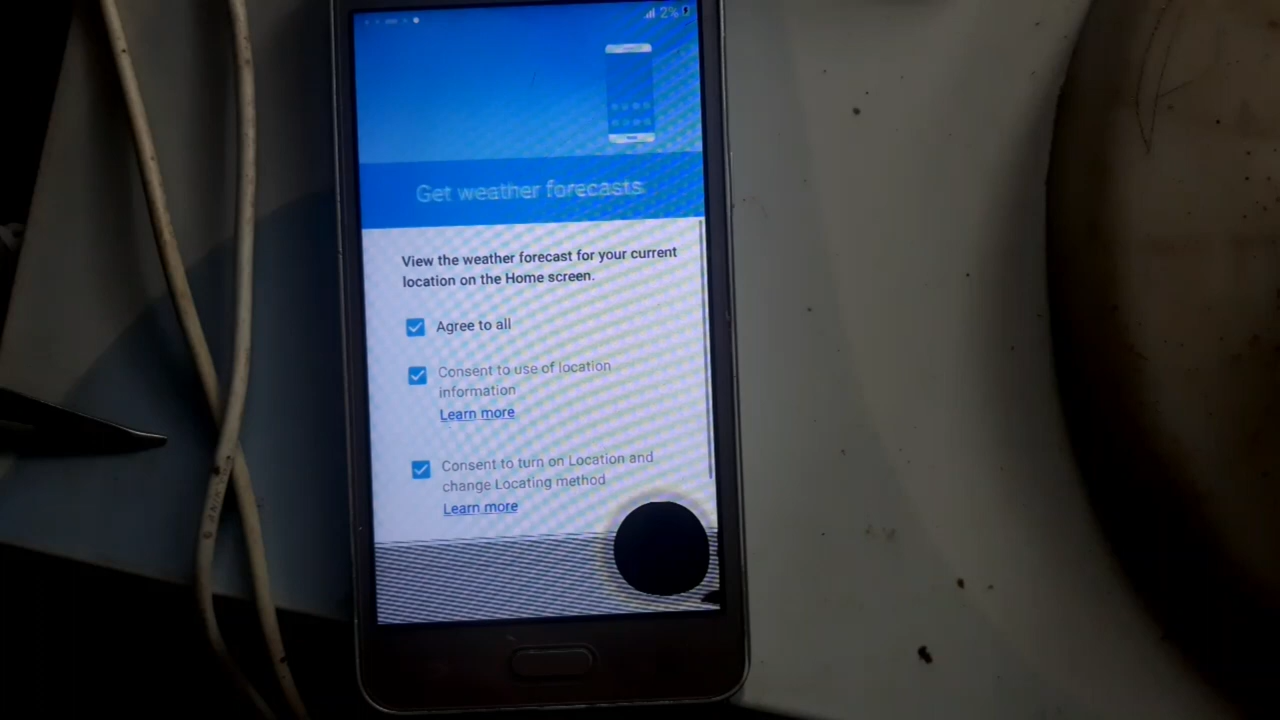 2%
Get weather forecasts
View the weather forecast for your current
location on the Home screen.
Agree to all
Consent to use of location
information
Learn more
Consent to turn on Location and
change Locating method
Learn more